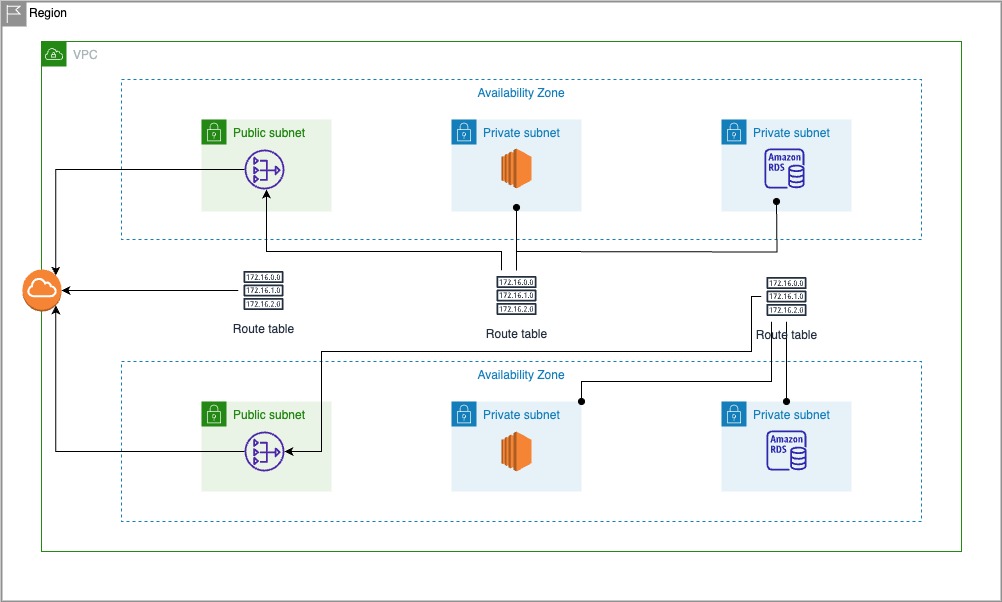 Region
VPC
Availability Zone
Public subnet
Private subnet
Private subnet
Amazon
RDS
172.16.0.0
172.16.1.0
172.16.2.0
Route table
172.16.0.0
172.16.1.0
172.16.2.0
Route table
172.16.0.0
172.16.1.0
172.16.2.0
Route table
Availability Zone
Public subnet
Private subnet
Private subnet
Amazon
RDS